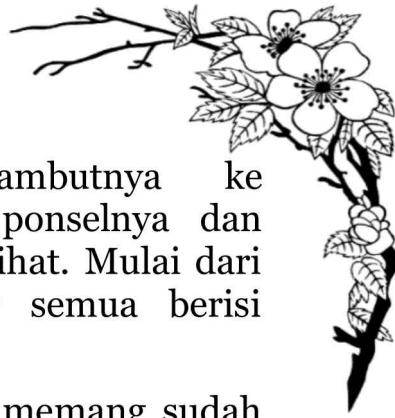 ambutnya ke
ponselnya dan
ihat. Mulai dari
semua berisi
memang sudah